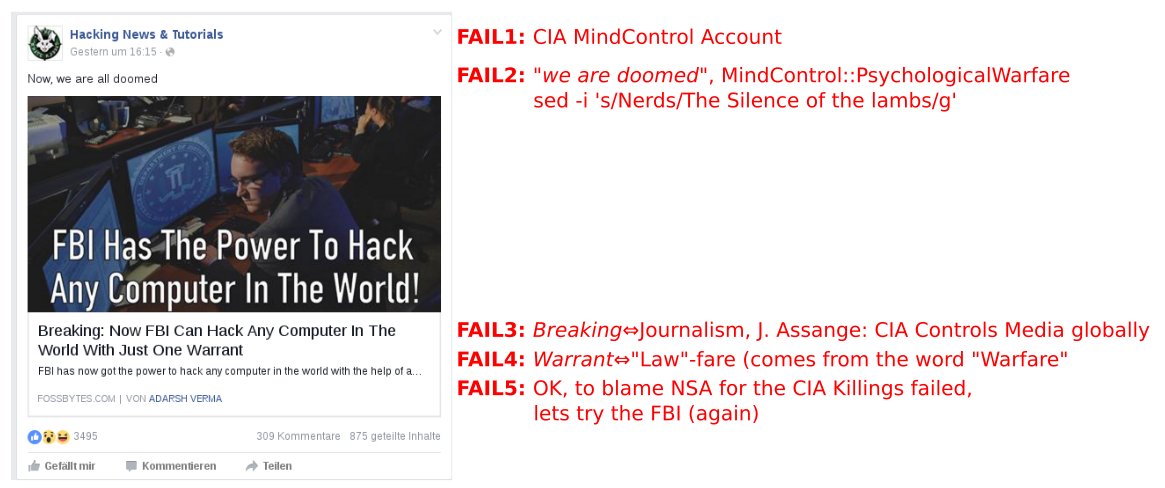 Hacking News & Tutorials
Gestern um 16:15 ·
Now, we are all doomed
FBI Has The Power To Hack
Any Computer In The World!
Breaking: Now FBI Can Hack Any Computer In The
World With Just One Warrant
FBI has now got the power to hack any computer in the world with the help of a...
FOSSBYTES.COM | VON ADARSH VERMA
3495
309 Kommentare 875 geteilte Inhalte
Gefällt mir Kommentieren Teilen
FAIL1: CIA MindControl Account
FAIL2: "we are doomed", MindControl::PsychologicalWarfare
sed -i 's/Nerds/The Silence of the lambs/g'
FAIL3: Breaking⇔Journalism, J. Assange: CIA Controls Media globally
FAIL4: Warrant⇔"Law"-fare (comes from the word "Warfare"
FAIL5: OK, to blame NSA for the CIA Killings failed,
lets try the FBI (again)